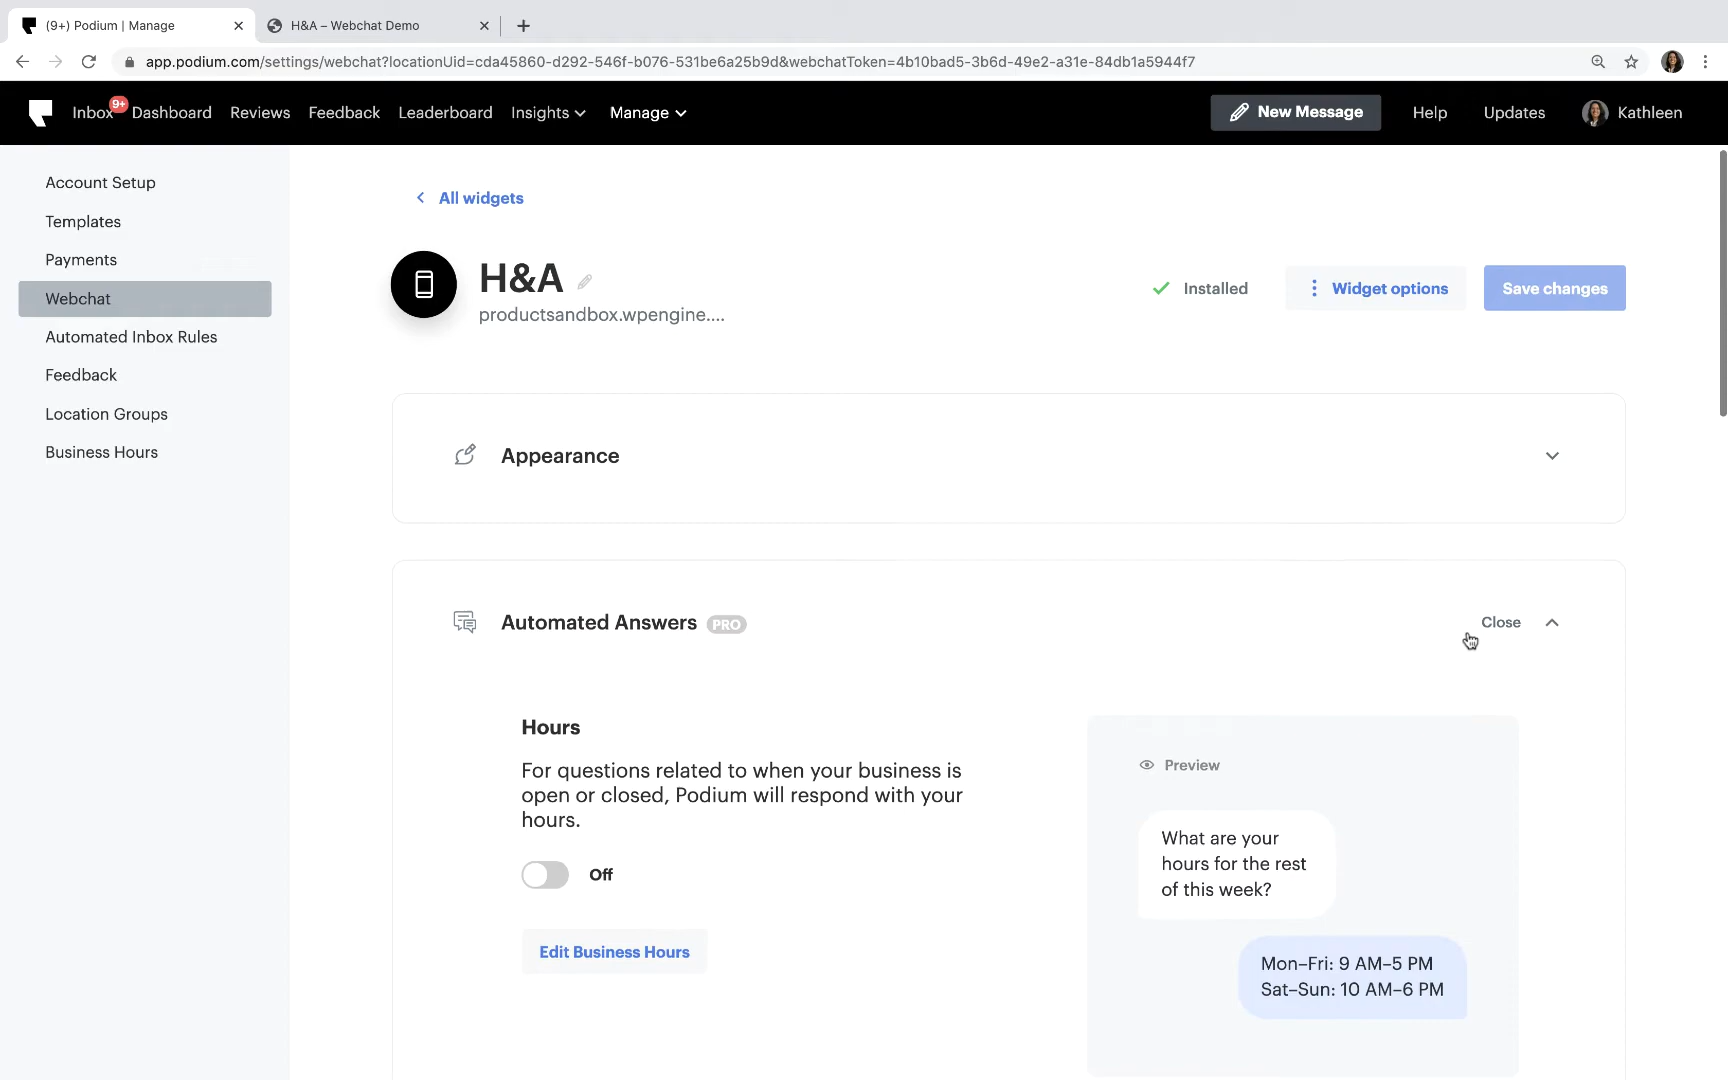 (9+) Podium | Manage
H&A – Webchat Demo
app.podium.com/settings/webchat?locationUid=cda45860-d292-546f-b076-531be6a25b9d&webchatToken=4b10bad5-3b6d-49e2-a31e-84db1a5944f7
Inbox 9+ Dashboard Reviews Feedback Leaderboard Insights Manage New Message Help Updates Kathleen
Account Setup
Templates
Payments
Webchat
Automated Inbox Rules
Feedback
Location Groups
Business Hours
All widgets
H&A
productsandbox.wpengine....
Installed
Widget options
Save changes
Appearance
Automated Answers PRO
Close
Hours
For questions related to when your business is
open or closed, Podium will respond with your
hours.
Off
Edit Business Hours
Preview
What are your
hours for the rest
of this week?
Mon–Fri: 9 AM–5 PM
Sat–Sun: 10 AM–6 PM